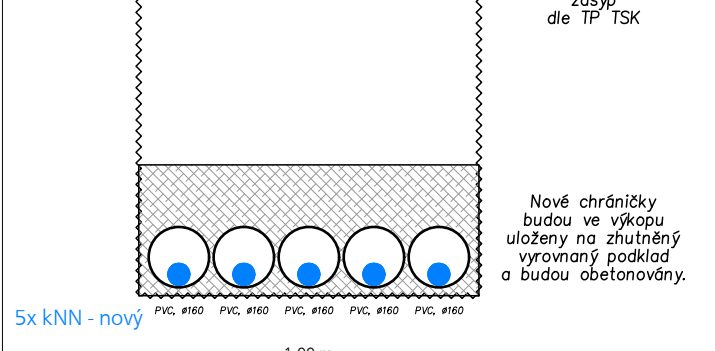 zásyp
dle TP TSK
Nové chráničky
budou ve výkopu
uloženy na zhutněný
vyrovnaný podklad
a budou obetonovány.
5x kNN - nový
PVC, ø160 PVC, ø160 PVC, ø160 PVC, ø160 PVC, ø160